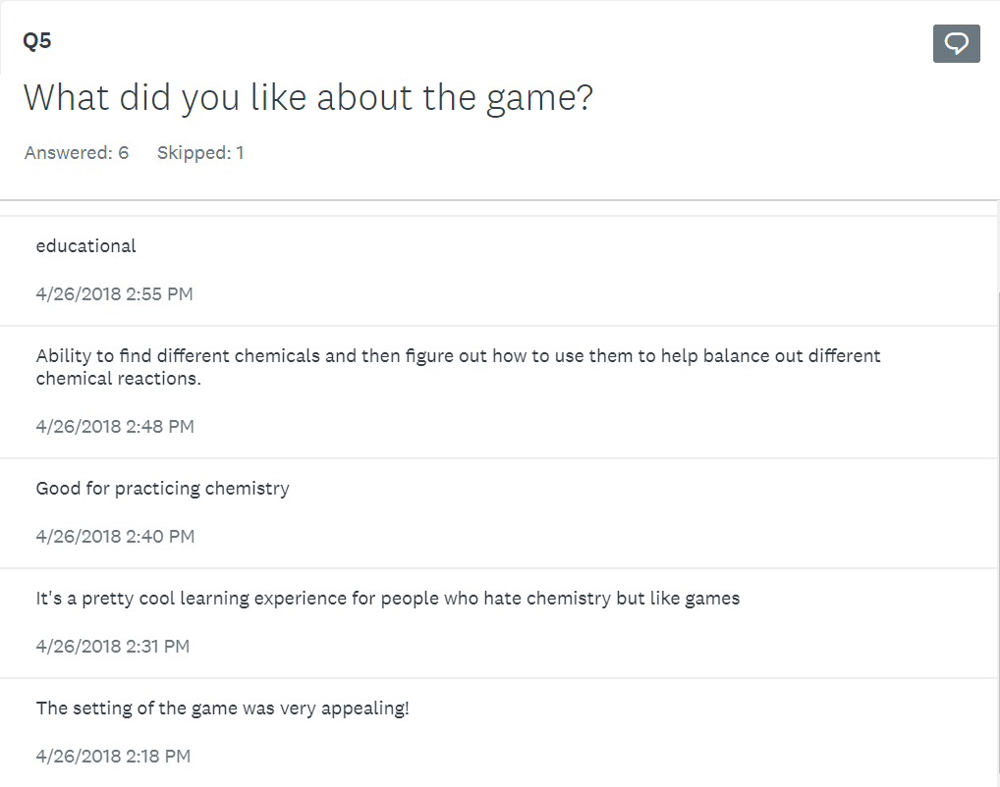 Q5
What did you like about the game?
Answered: 6 Skipped: 1
educational
4/26/2018 2:55 PM
Ability to find different chemicals and then figure out how to use them to help balance out different
chemical reactions.
4/26/2018 2:48 PM
Good for practicing chemistry
4/26/2018 2:40 PM
It's a pretty cool learning experience for people who hate chemistry but like games
4/26/2018 2:31 PM
The setting of the game was very appealing!
4/26/2018 2:18 PM